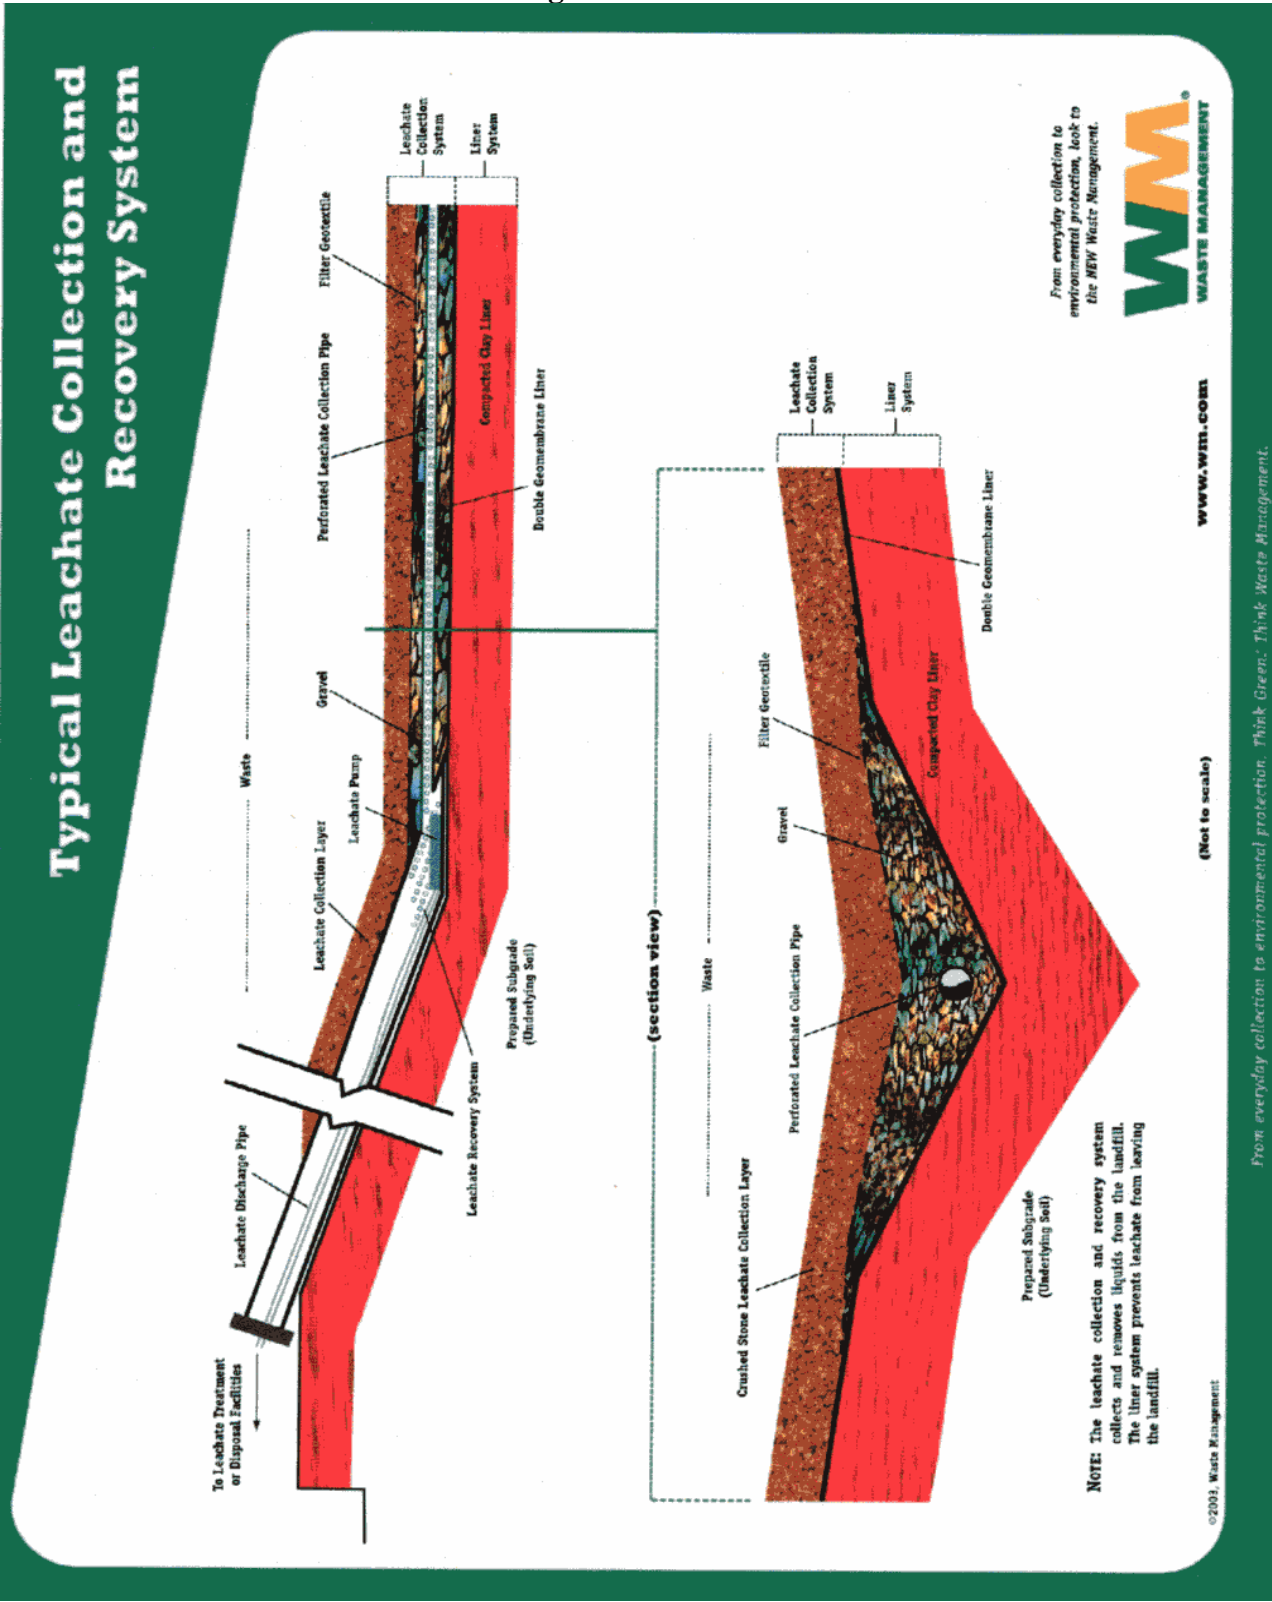 Typical Leachate Collection and
Recovery System
To Leachate Treatment
or Disposal Facilities
Leachate Discharge Pipe
Waste
Leachate Collection Layer
Leachate Pump
Gravel
Perforated Leachate Collection Pipe
Filter Geotextile
Leachate
Collection
System
Liner
System
Compacted Clay Liner
Double Geomembrane Liner
Leachate Recovery System
Prepared Subgrade
(Underlying Soil)
(section view)
Waste
Crushed Stone Leachate Collection Layer
Perforated Leachate Collection Pipe
Gravel
Filter Geotextile
Leachate
Collection
System
Liner
System
Compacted Clay Liner
Double Geomembrane Liner
Prepared Subgrade
(Underlying Soil)
NOTE: The leachate collection and recovery system
collects and removes liquids from the landfill.
The liner system prevents leachate from leaving
the landfill.
From everyday collection to
environmental protection, look to
the NEW Waste Management.
WM®
WASTE MANAGEMENT
©2003, Waste Management
(Not to scale)
www.wm.com
From everyday collection to environmental protection, Think Green.® Think Waste Management.